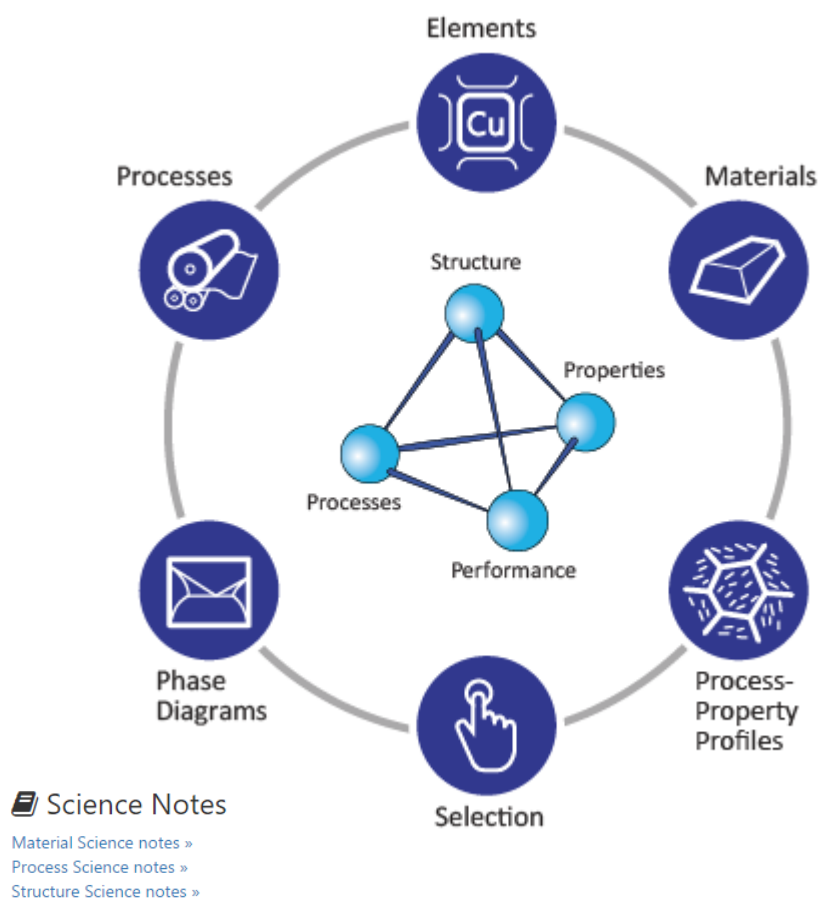 Elements
Cu
Processes
Materials
Structure
Properties
Processes
Performance
Phase
Diagrams
Process-
Property
Profiles
Selection
Science Notes
Material Science notes »
Process Science notes »
Structure Science notes »